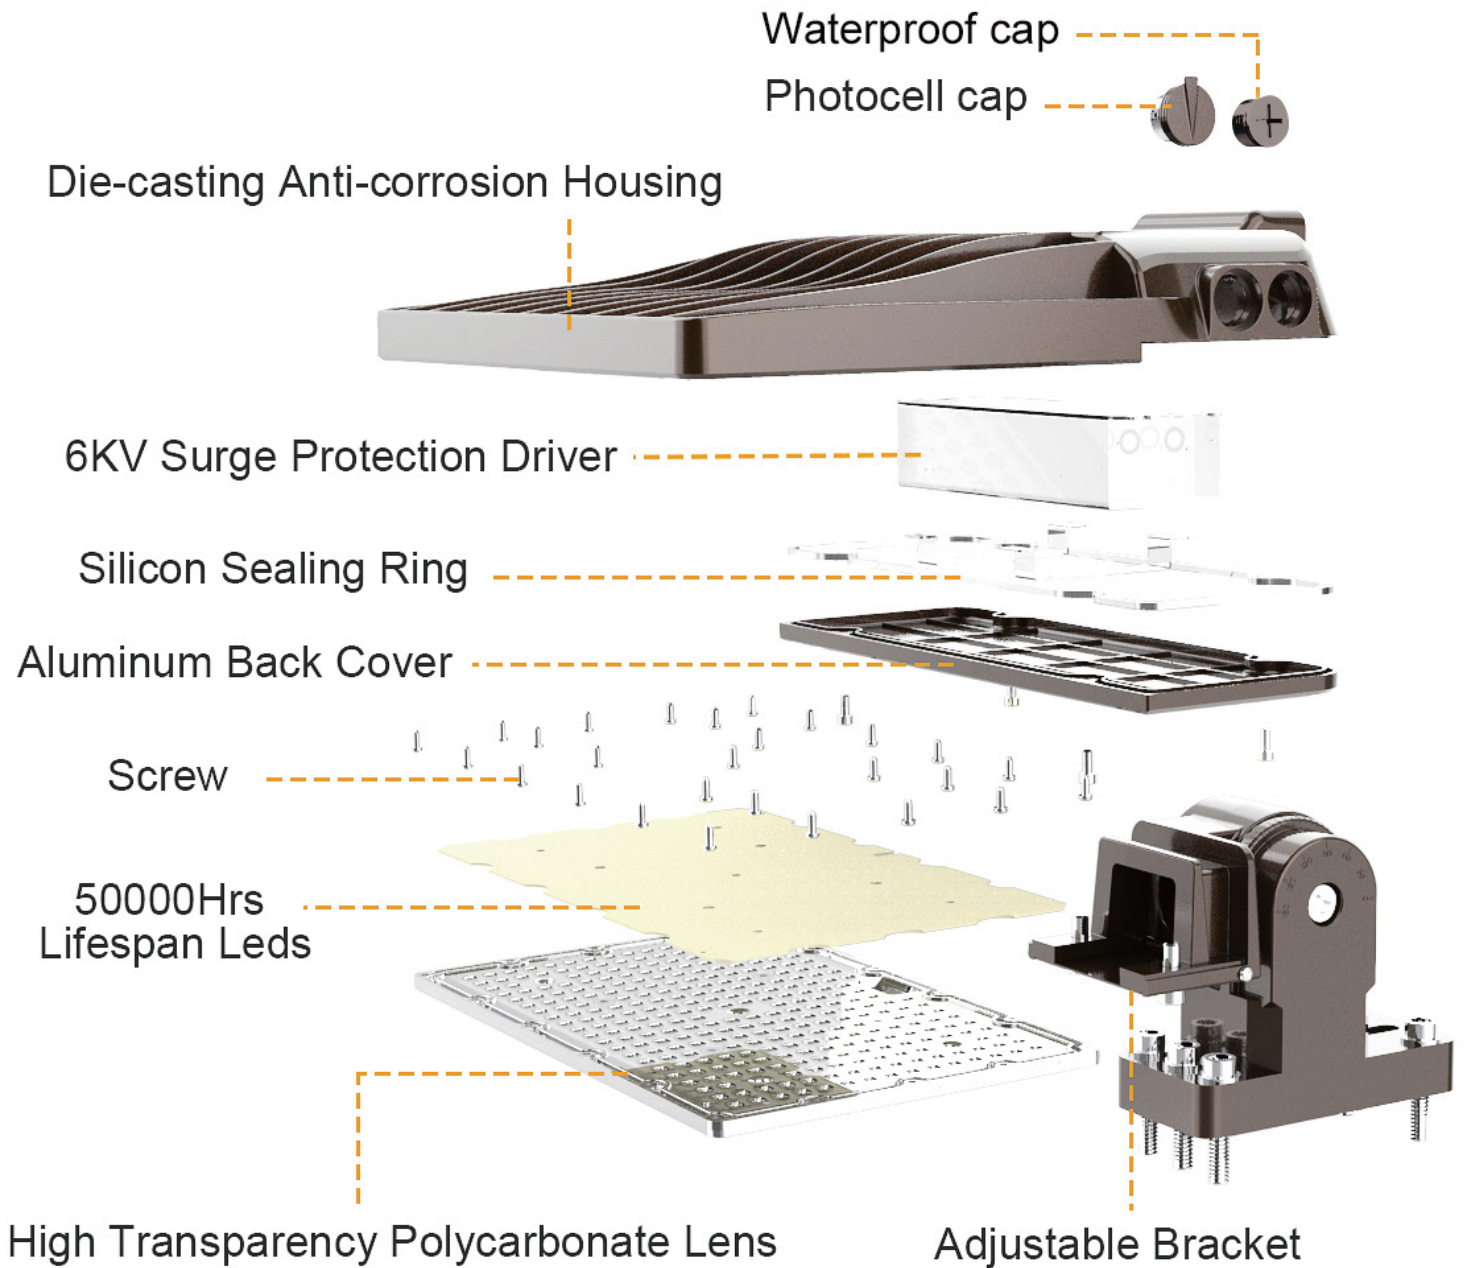 Waterproof cap
Photocell cap
Die-casting Anti-corrosion Housing
6KV Surge Protection Driver
Silicon Sealing Ring
Aluminum Back Cover
Screw
50000Hrs
Lifespan Leds
High Transparency Polycarbonate Lens
Adjustable Bracket